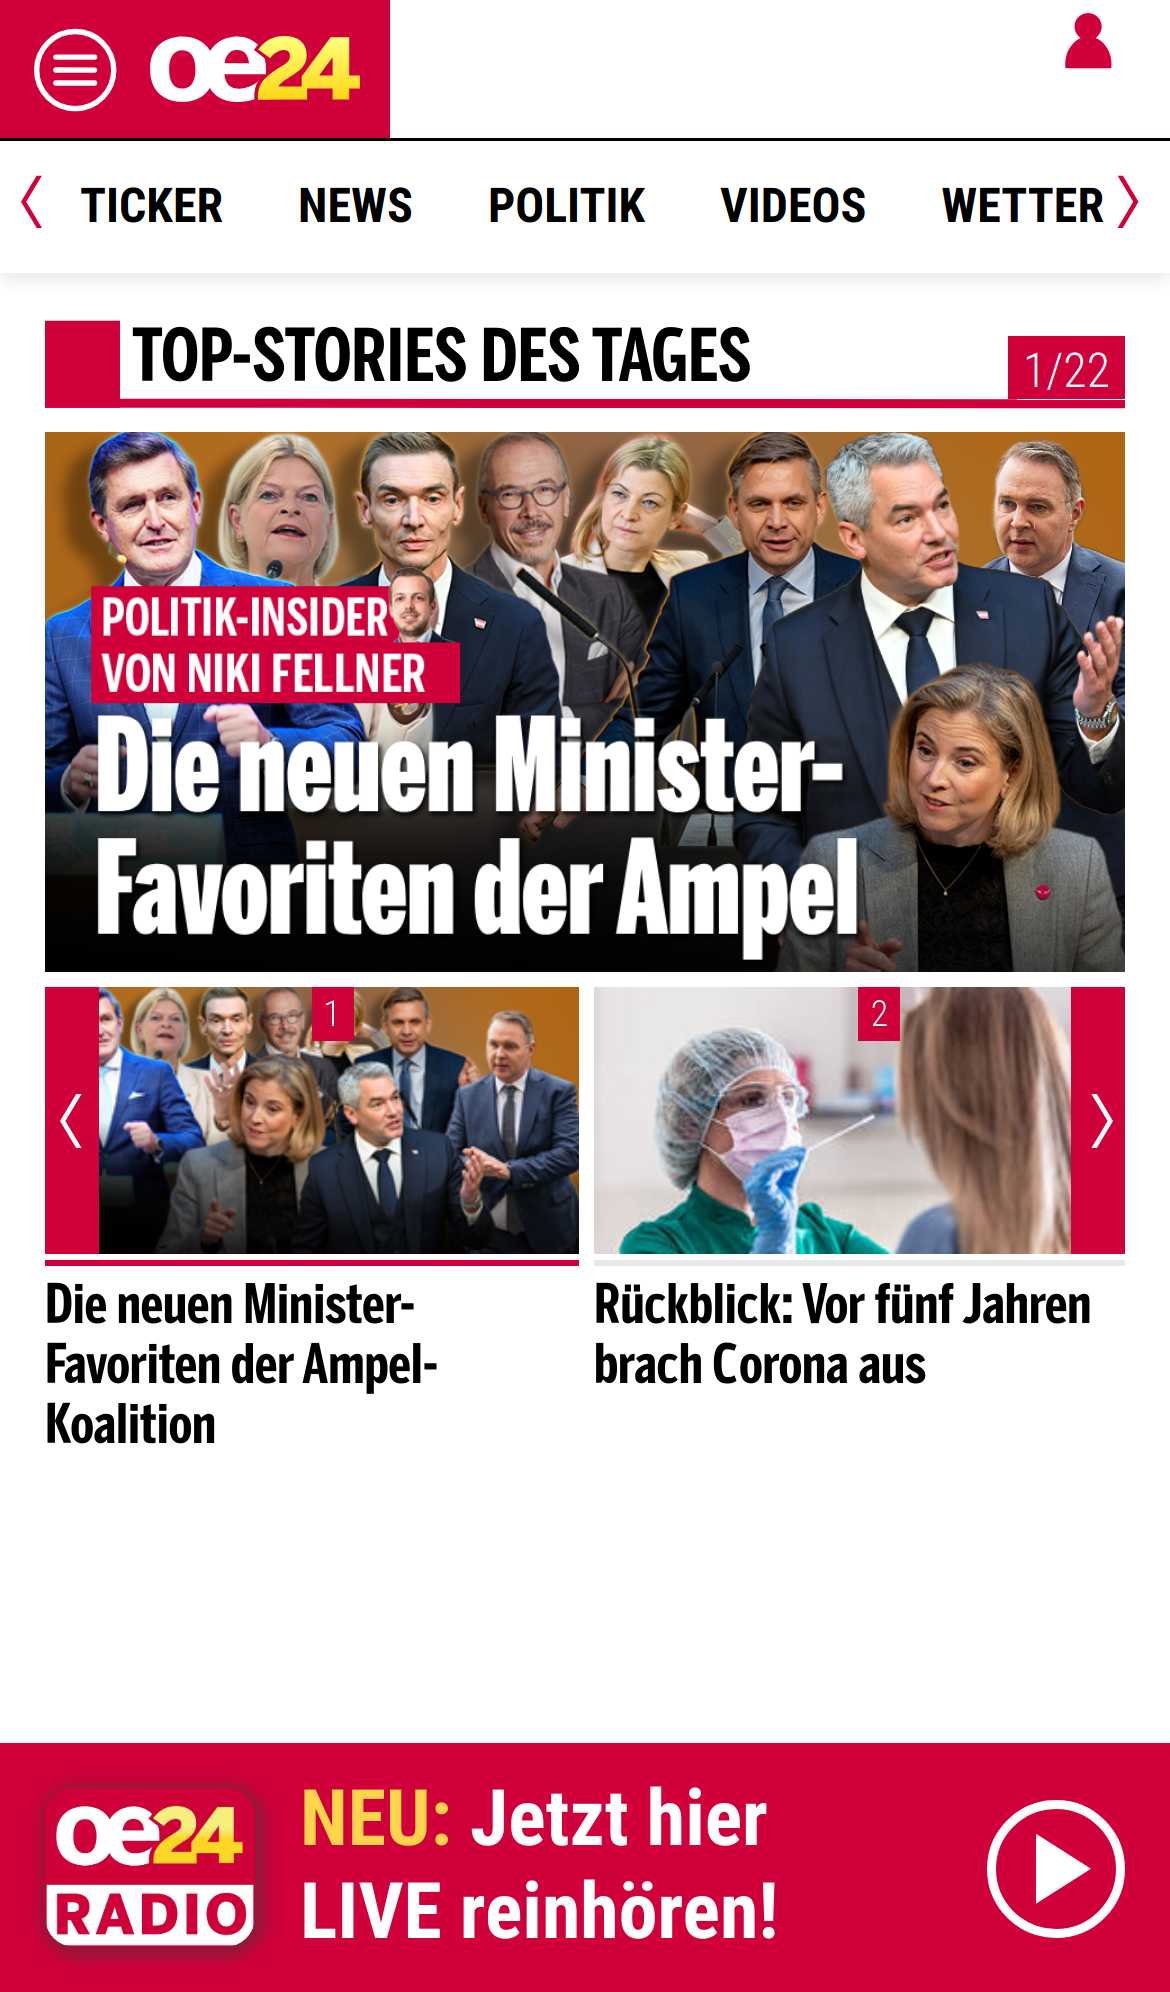 oe24
TICKER NEWS POLITIK VIDEOS WETTER
TOP-STORIES DES TAGES
1/22
POLITIK-INSIDER
VON NIKI FELLNER
Die neuen Minister-
Favoriten der Ampel
1
Die neuen Minister-
Favoriten der Ampel-
Koalition
2
Rückblick: Vor fünf Jahren
brach Corona aus
oe24
RADIO
NEU: Jetzt hier
LIVE reinhören!